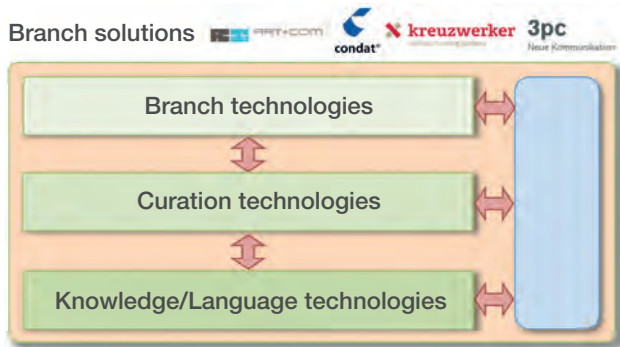 Branch solutions
ART+COM
condat
kreuzwerker
3pc
Neue Kommunikation
Branch technologies
Curation technologies
Knowledge/Language technologies